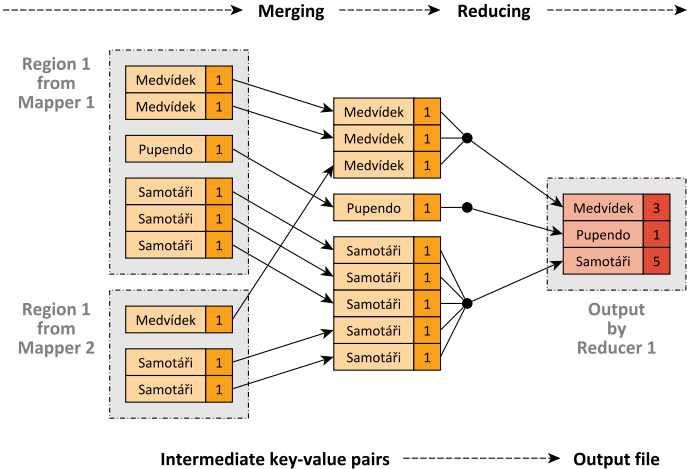 Merging
Reducing
Region 1
from
Mapper 1
Medvídek 1
Medvídek 1
Pupendo 1
Samotáři 1
Samotáři 1
Samotáři 1
Region 1
from
Mapper 2
Medvídek 1
Samotáři 1
Samotáři 1
Medvídek 1
Medvídek 1
Medvídek 1
Pupendo 1
Samotáři 1
Samotáři 1
Samotáři 1
Samotáři 1
Samotáři 1
Medvídek 3
Pupendo 1
Samotáři 5
Output
by
Reducer 1
Intermediate key-value pairs
Output file